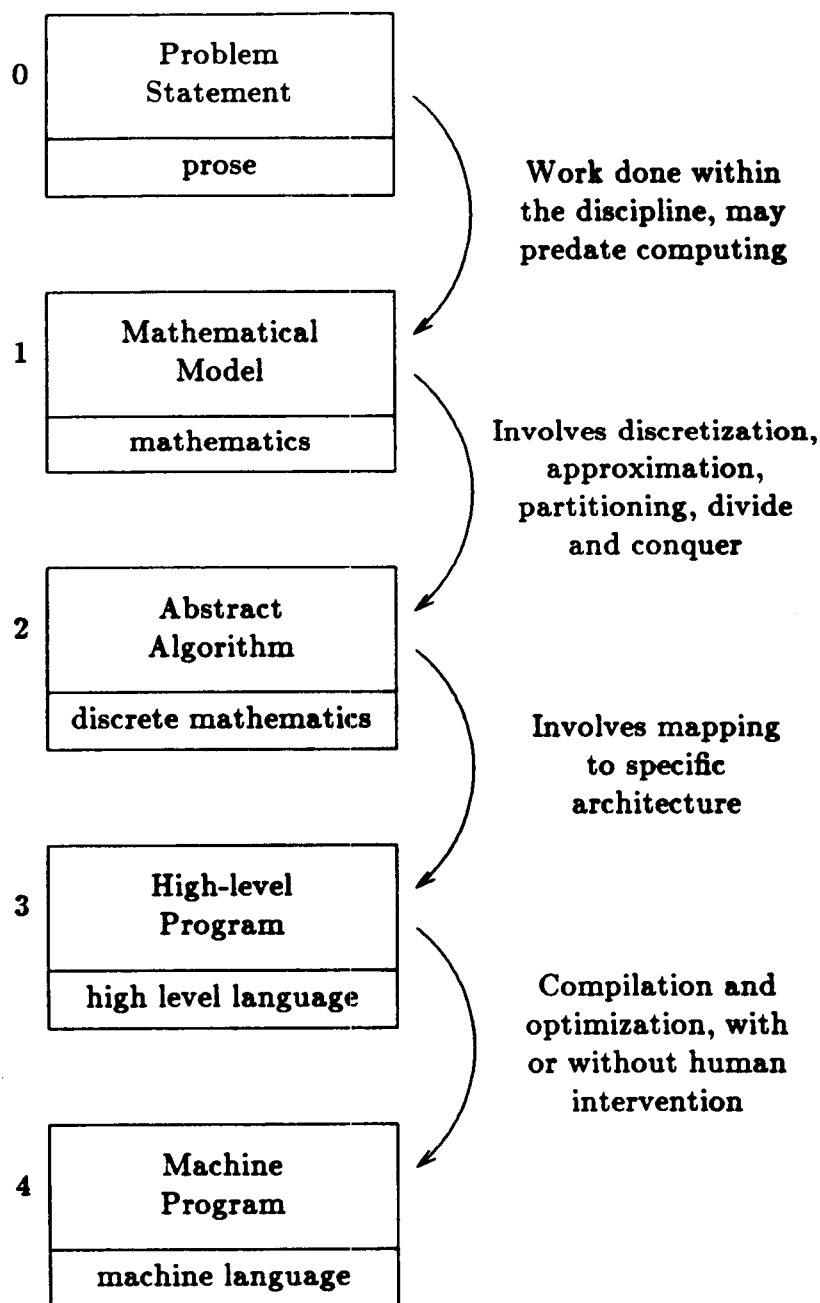 0
Problem
Statement
prose
Work done within
the discipline, may
predate computing
1
Mathematical
Model
mathematics
Involves discretization,
approximation,
partitioning, divide
and conquer
2
Abstract
Algorithm
discrete mathematics
Involves mapping
to specific
architecture
3
High-level
Program
high level language
Compilation and
optimization, with
or without human
intervention
4
Machine
Program
machine language